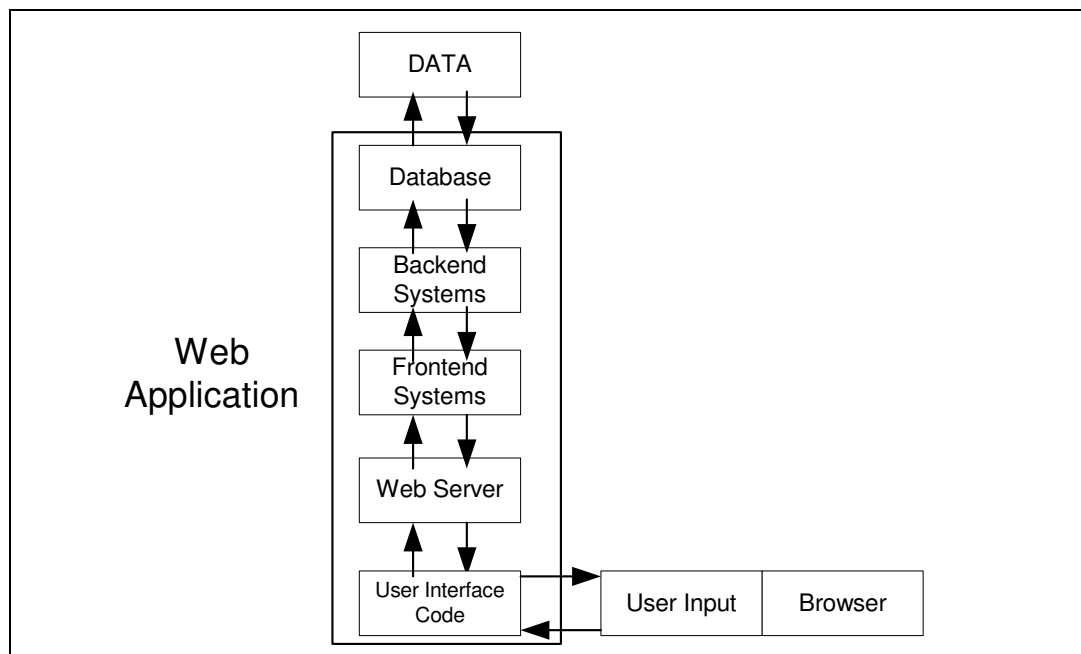 DATA
Database
Backend
Systems
Web
Application
Frontend
Systems
Web Server
User Interface
Code
User Input
Browser